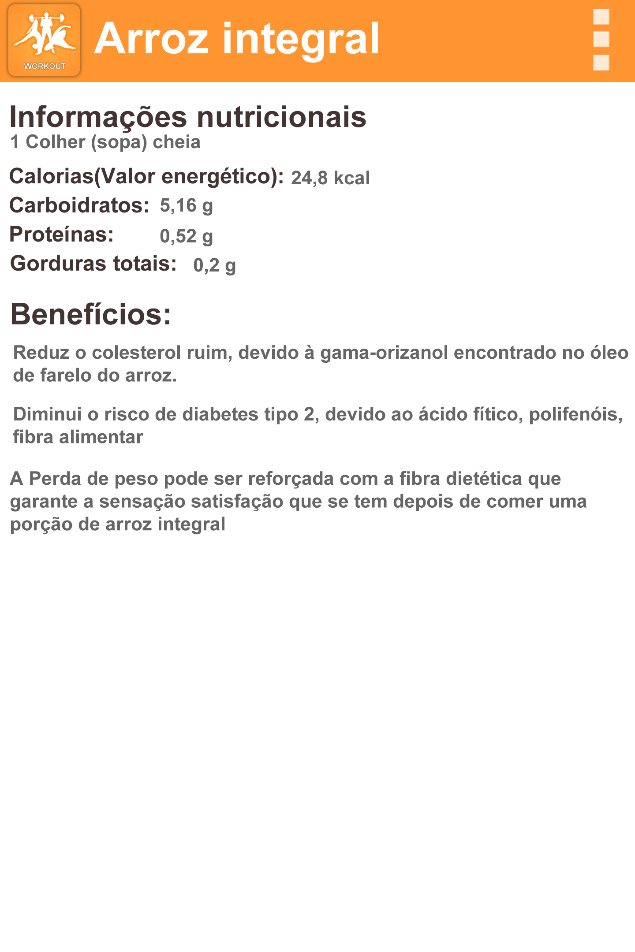 WORKOUT
Arroz integral
Informações nutricionais
1 Colher (sopa) cheia
Calorias(Valor energético): 24,8 kcal
Carboidratos: 5,16 g
Proteínas: 0,52 g
Gorduras totais: 0,2 g
Benefícios:
Reduz o colesterol ruim, devido à gama-orizanol encontrado no óleo
de farelo do arroz.
Diminui o risco de diabetes tipo 2, devido ao ácido fítico, polifenóis,
fibra alimentar
A Perda de peso pode ser reforçada com a fibra dietética que
garante a sensação satisfação que se tem depois de comer uma
porção de arroz integral